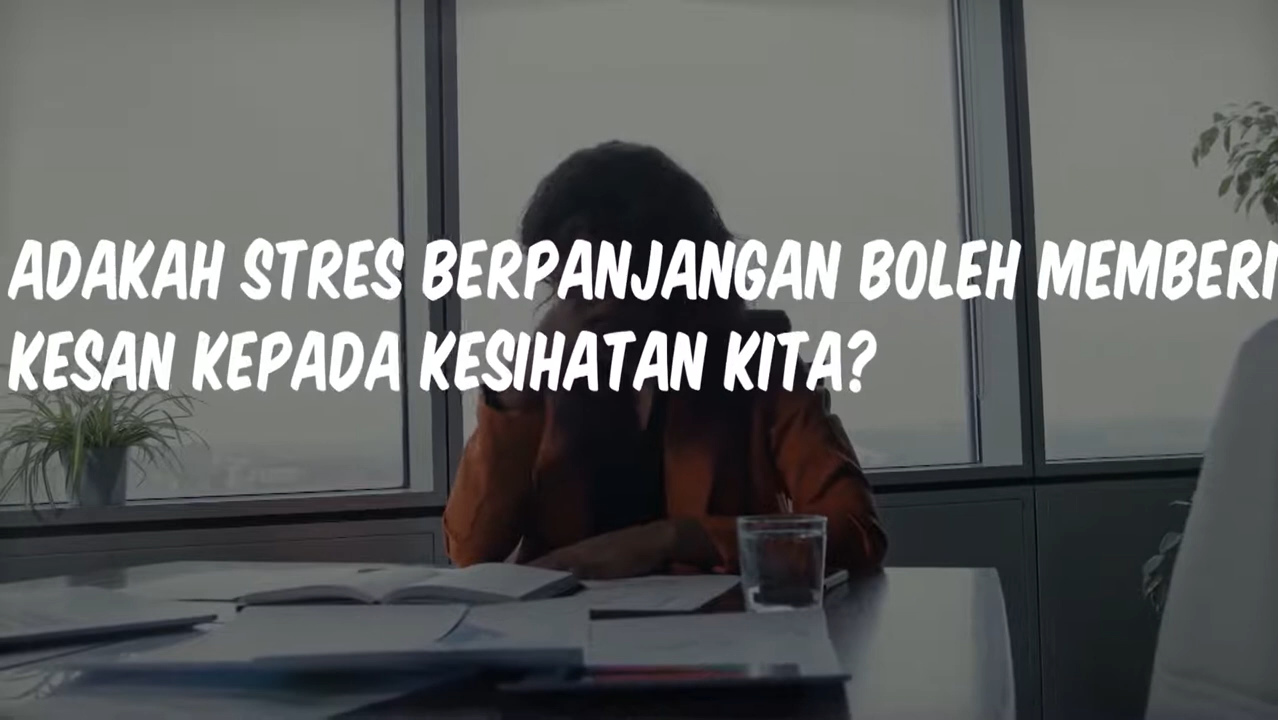 ADAKAH STRES BERPANJANGAN BOLEH MEMBERI
KESAN KEPADA KESIHATAN KITA?